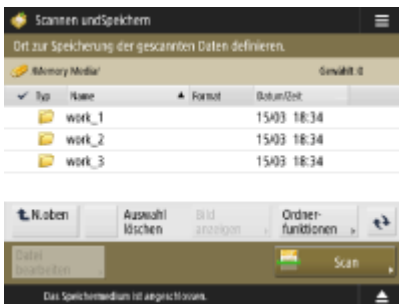 Scannen undSpeichern
Ort zur Speicherung der gescannten Daten definieren.
/Memory Media/ Gewählt:0
Typ Name Format Datum/Zeit
work_1 15/03 18:34
work_2 15/03 18:34
work_3 15/03 18:34
N.oben Auswahl löschen Bild anzeigen Ordner-funktionen
Datei bearbeiten Scan
Das Speichermedium ist angeschlossen.